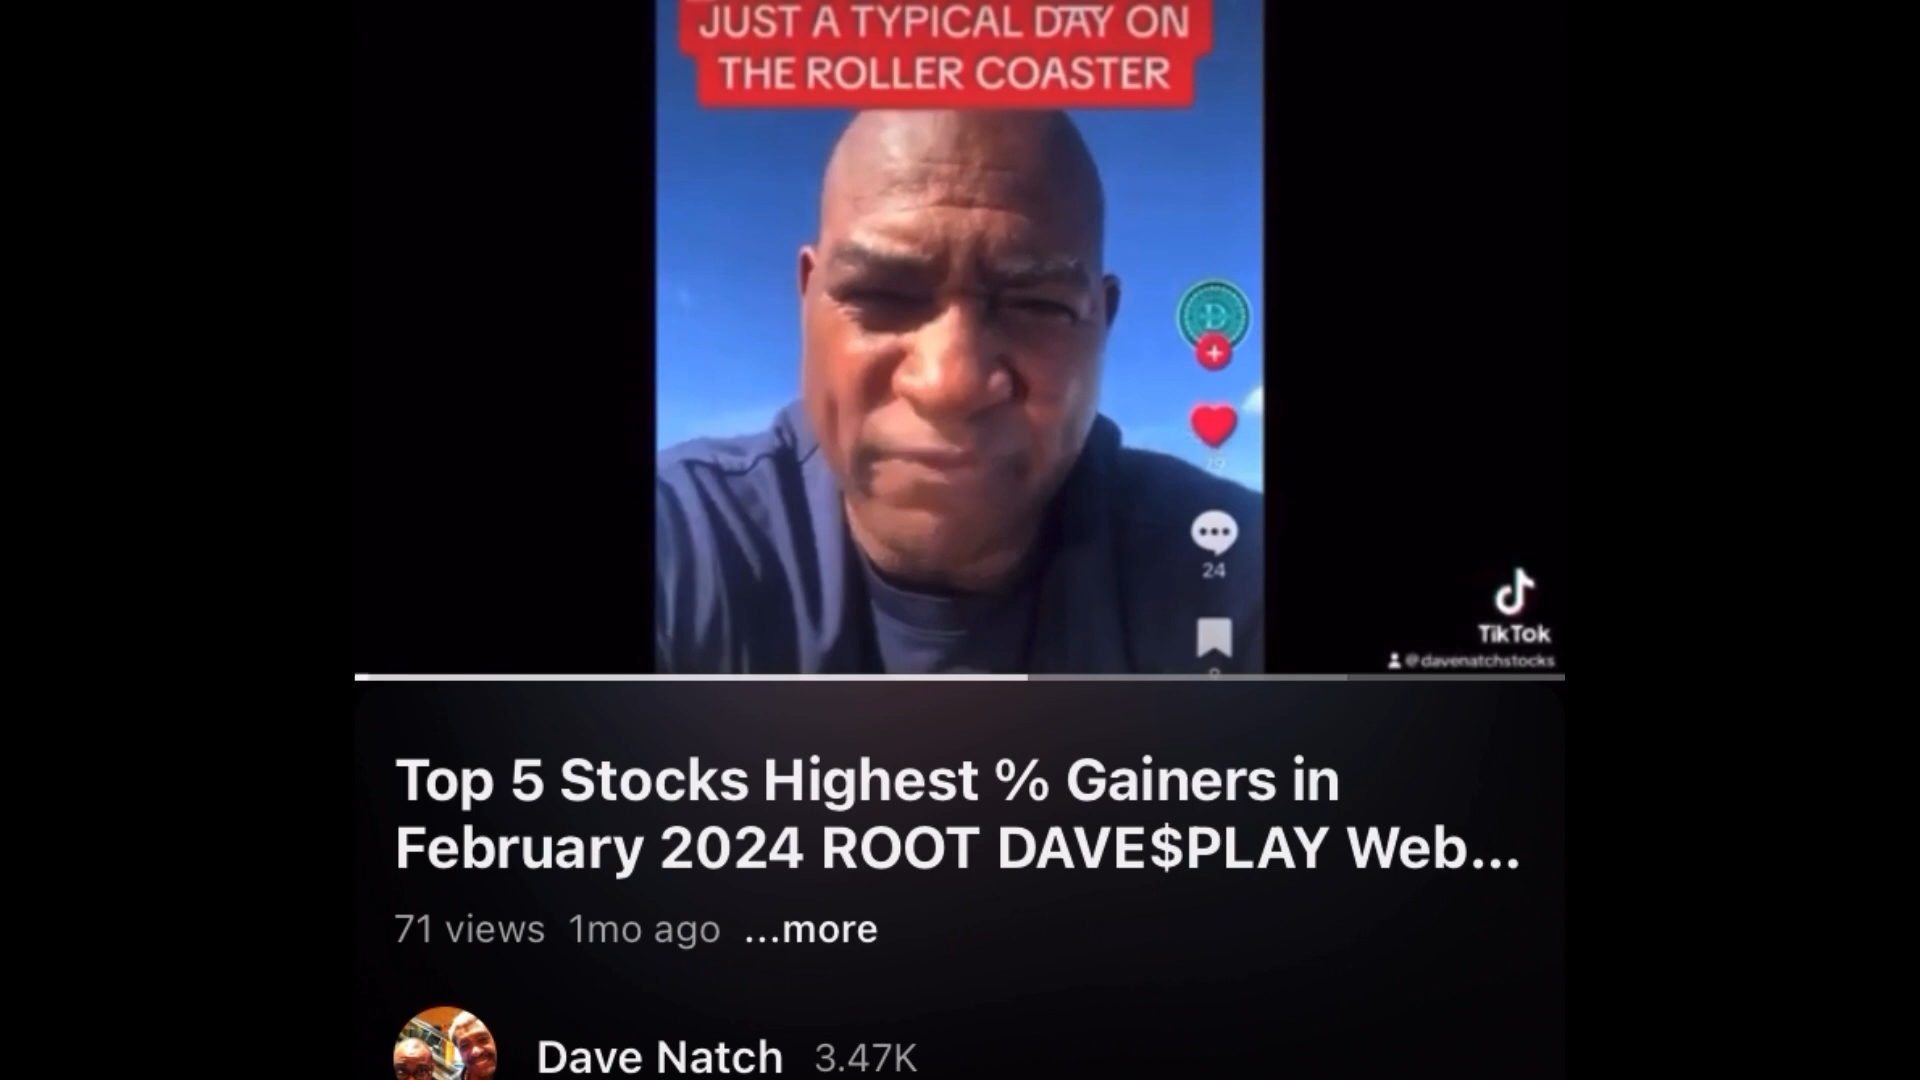 JUST A TYPICAL DAY ON
THE ROLLER COASTER
D
24
TikTok
@davenatchstocks
Top 5 Stocks Highest % Gainers in
February 2024 ROOT DAVE$PLAY Web...
71 views 1mo ago ...more
Dave Natch 3.47K